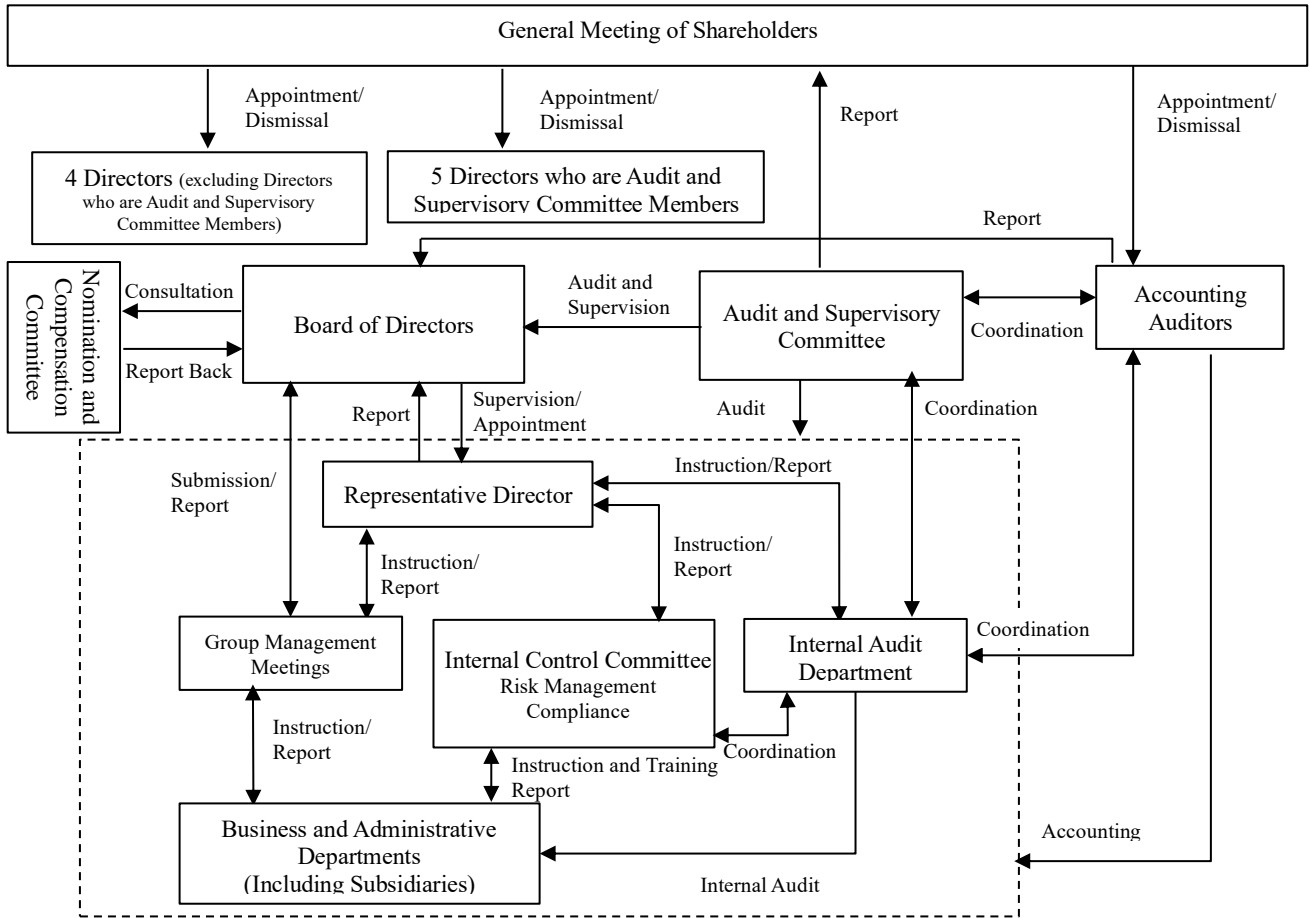 General Meeting of Shareholders
Appointment/
Dismissal
Appointment/
Dismissal
Report
Appointment/
Dismissal
4 Directors (excluding Directors
who are Audit and Supervisory
Committee Members)
5 Directors who are Audit and
Supervisory Committee Members
Report
Nomination and
Compensation
Committee
Consultation
Report Back
Board of Directors
Audit and
Supervision
Audit and Supervisory
Committee
Coordination
Accounting
Auditors
Report
Supervision/
Appointment
Audit
Coordination
Submission/
Report
Representative Director
Instruction/Report
Instruction/
Report
Instruction/
Report
Group Management
Meetings
Internal Control Committee
Risk Management
Compliance
Internal Audit
Department
Coordination
Instruction/
Report
Coordination
Instruction and Training
Report
Business and Administrative
Departments
(Including Subsidiaries)
Internal Audit
Accounting